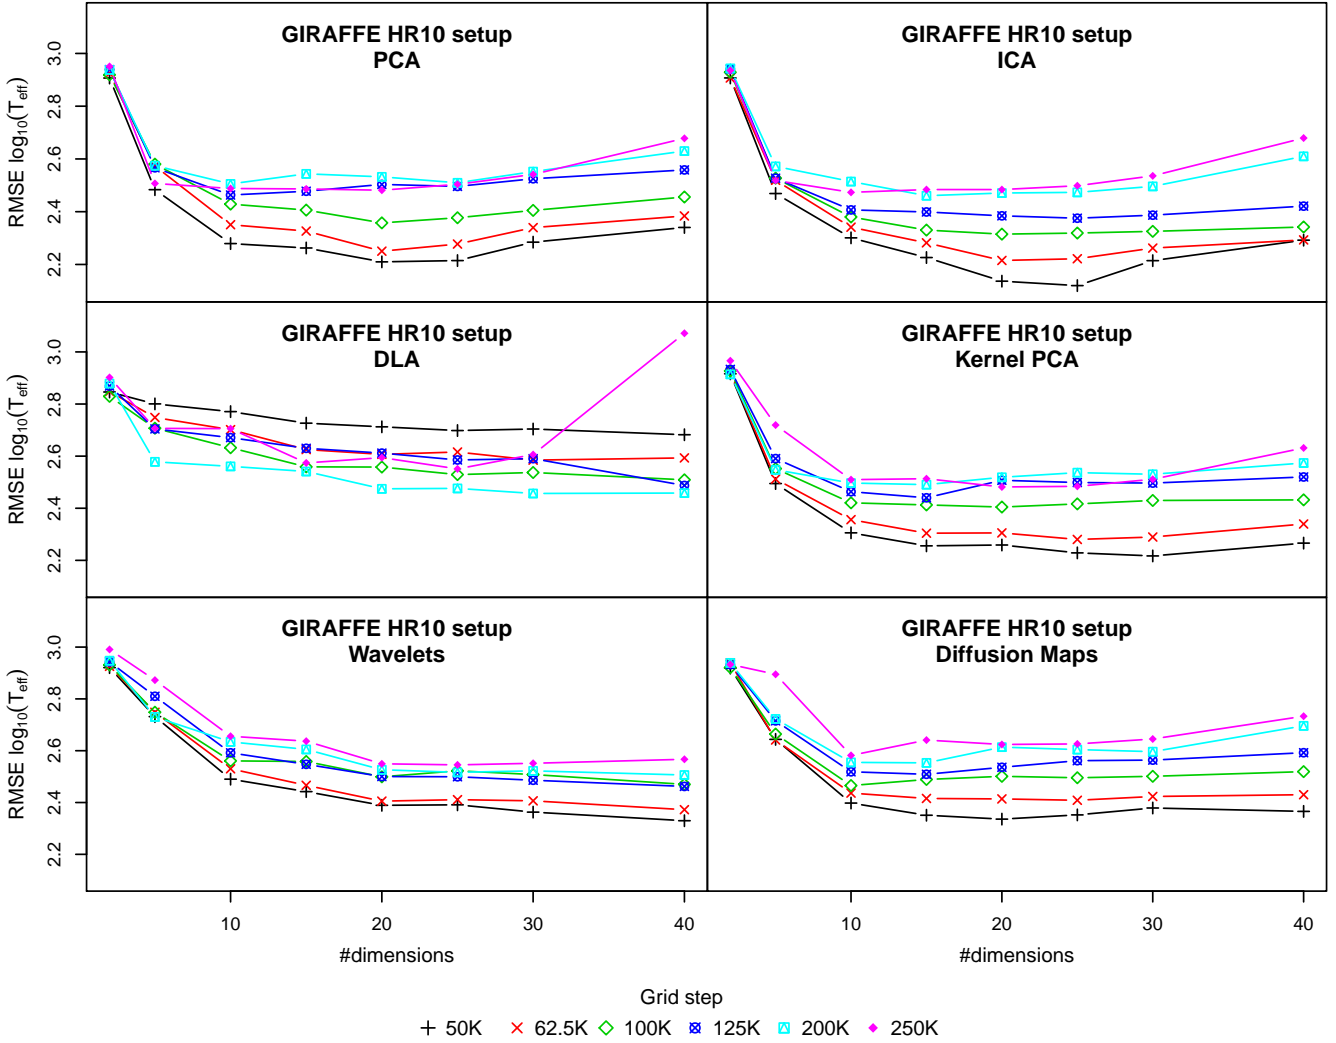 GIRAFFE HR10 setup
PCA
GIRAFFE HR10 setup
ICA
RMSE log₁₀(T_eff)
3.0
2.8
2.6
2.4
2.2
GIRAFFE HR10 setup
DLA
GIRAFFE HR10 setup
Kernel PCA
RMSE log₁₀(T_eff)
3.0
2.8
2.6
2.4
2.2
GIRAFFE HR10 setup
Wavelets
GIRAFFE HR10 setup
Diffusion Maps
RMSE log₁₀(T_eff)
3.0
2.8
2.6
2.4
2.2
10 20 30 40
10 20 30 40
#dimensions
#dimensions
Grid step
50K 62.5K 100K 125K 200K 250K